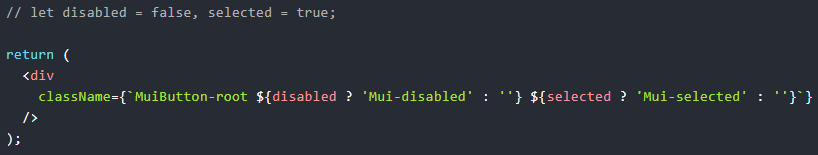 // let disabled = false, selected = true;
return (
<div
className={`MuiButton-root ${disabled ? 'Mui-disabled' : ''} ${selected ? 'Mui-selected' : ''}`}
/>
);